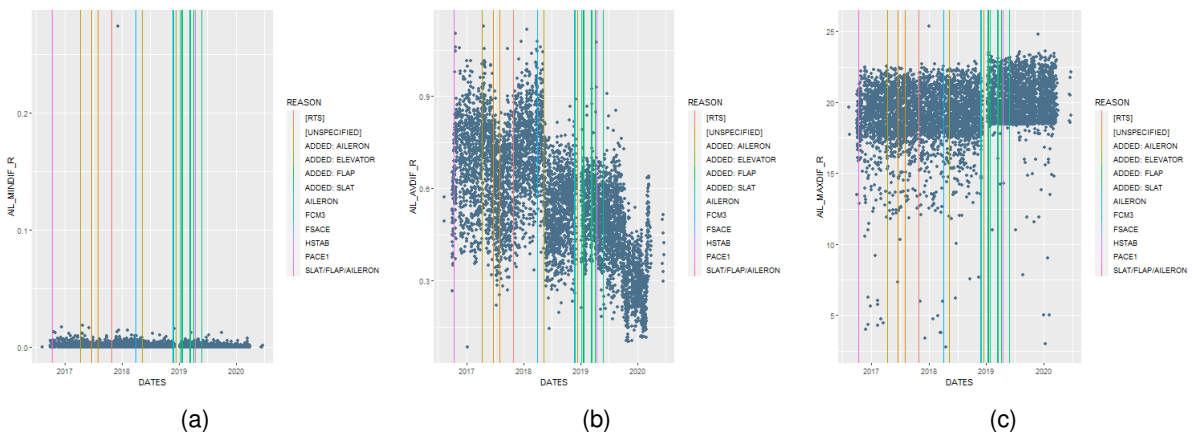 0.2
0.1
0.0
AIL_MINDIF_R
2017 2018 2019 2020
DATES
REASON
[RTS]
[UNSPECIFIED]
ADDED: AILERON
ADDED: ELEVATOR
ADDED: FLAP
ADDED: SLAT
AILERON
FCM3
FSACE
HSTAB
PACE1
SLAT/FLAP/AILERON
(a)
0.9
0.6
0.3
AIL_AVDIF_R
2017 2018 2019 2020
DATES
REASON
[RTS]
[UNSPECIFIED]
ADDED: AILERON
ADDED: ELEVATOR
ADDED: FLAP
ADDED: SLAT
AILERON
FCM3
FSACE
HSTAB
PACE1
SLAT/FLAP/AILERON
(b)
25
20
15
10
5
AIL_MAXDIF_R
2017 2018 2019 2020
DATES
REASON
[RTS]
[UNSPECIFIED]
ADDED: AILERON
ADDED: ELEVATOR
ADDED: FLAP
ADDED: SLAT
AILERON
FCM3
FSACE
HSTAB
PACE1
SLAT/FLAP/AILERON
(c)